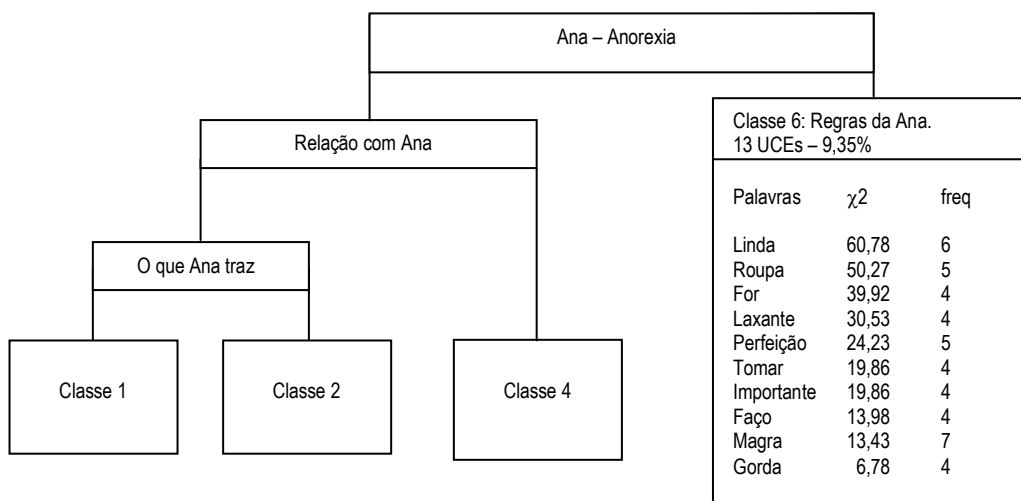 Ana – Anorexia
Relação com Ana
O que Ana traz
Classe 1
Classe 2
Classe 4
Classe 6: Regras da Ana.
13 UCEs – 9,35%
Palavras χ2 freq
Linda 60,78 6
Roupa 50,27 5
For 39,92 4
Laxante 30,53 4
Perfeição 24,23 5
Tomar 19,86 4
Importante 19,86 4
Faço 13,98 4
Magra 13,43 7
Gorda 6,78 4